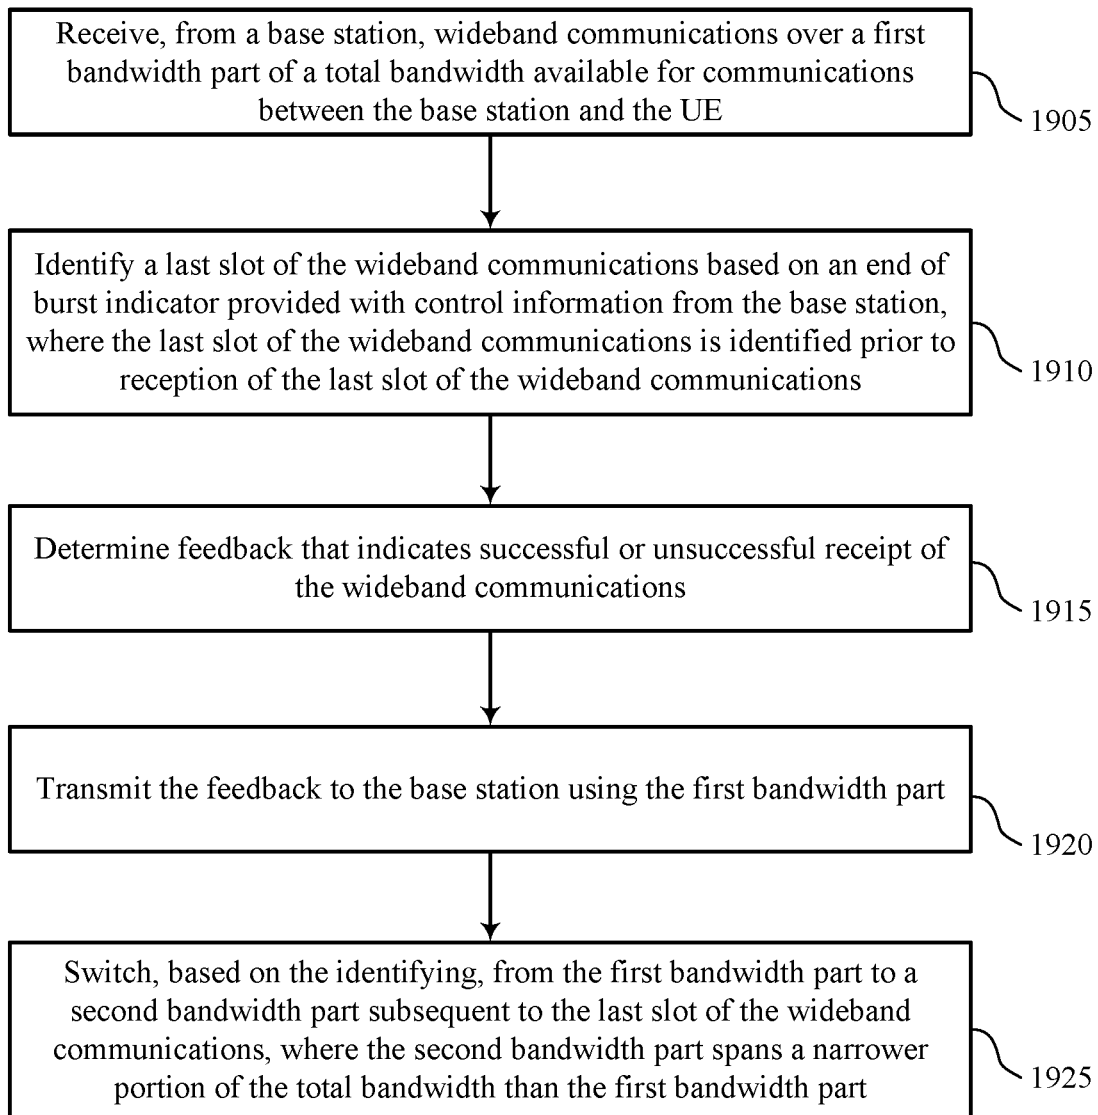 Receive, from a base station, wideband communications over a first
bandwidth part of a total bandwidth available for communications
between the base station and the UE
1905
Identify a last slot of the wideband communications based on an end of
burst indicator provided with control information from the base station,
where the last slot of the wideband communications is identified prior to
reception of the last slot of the wideband communications
1910
Determine feedback that indicates successful or unsuccessful receipt of
the wideband communications
1915
Transmit the feedback to the base station using the first bandwidth part
1920
Switch, based on the identifying, from the first bandwidth part to a
second bandwidth part subsequent to the last slot of the wideband
communications, where the second bandwidth part spans a narrower
portion of the total bandwidth than the first bandwidth part
1925